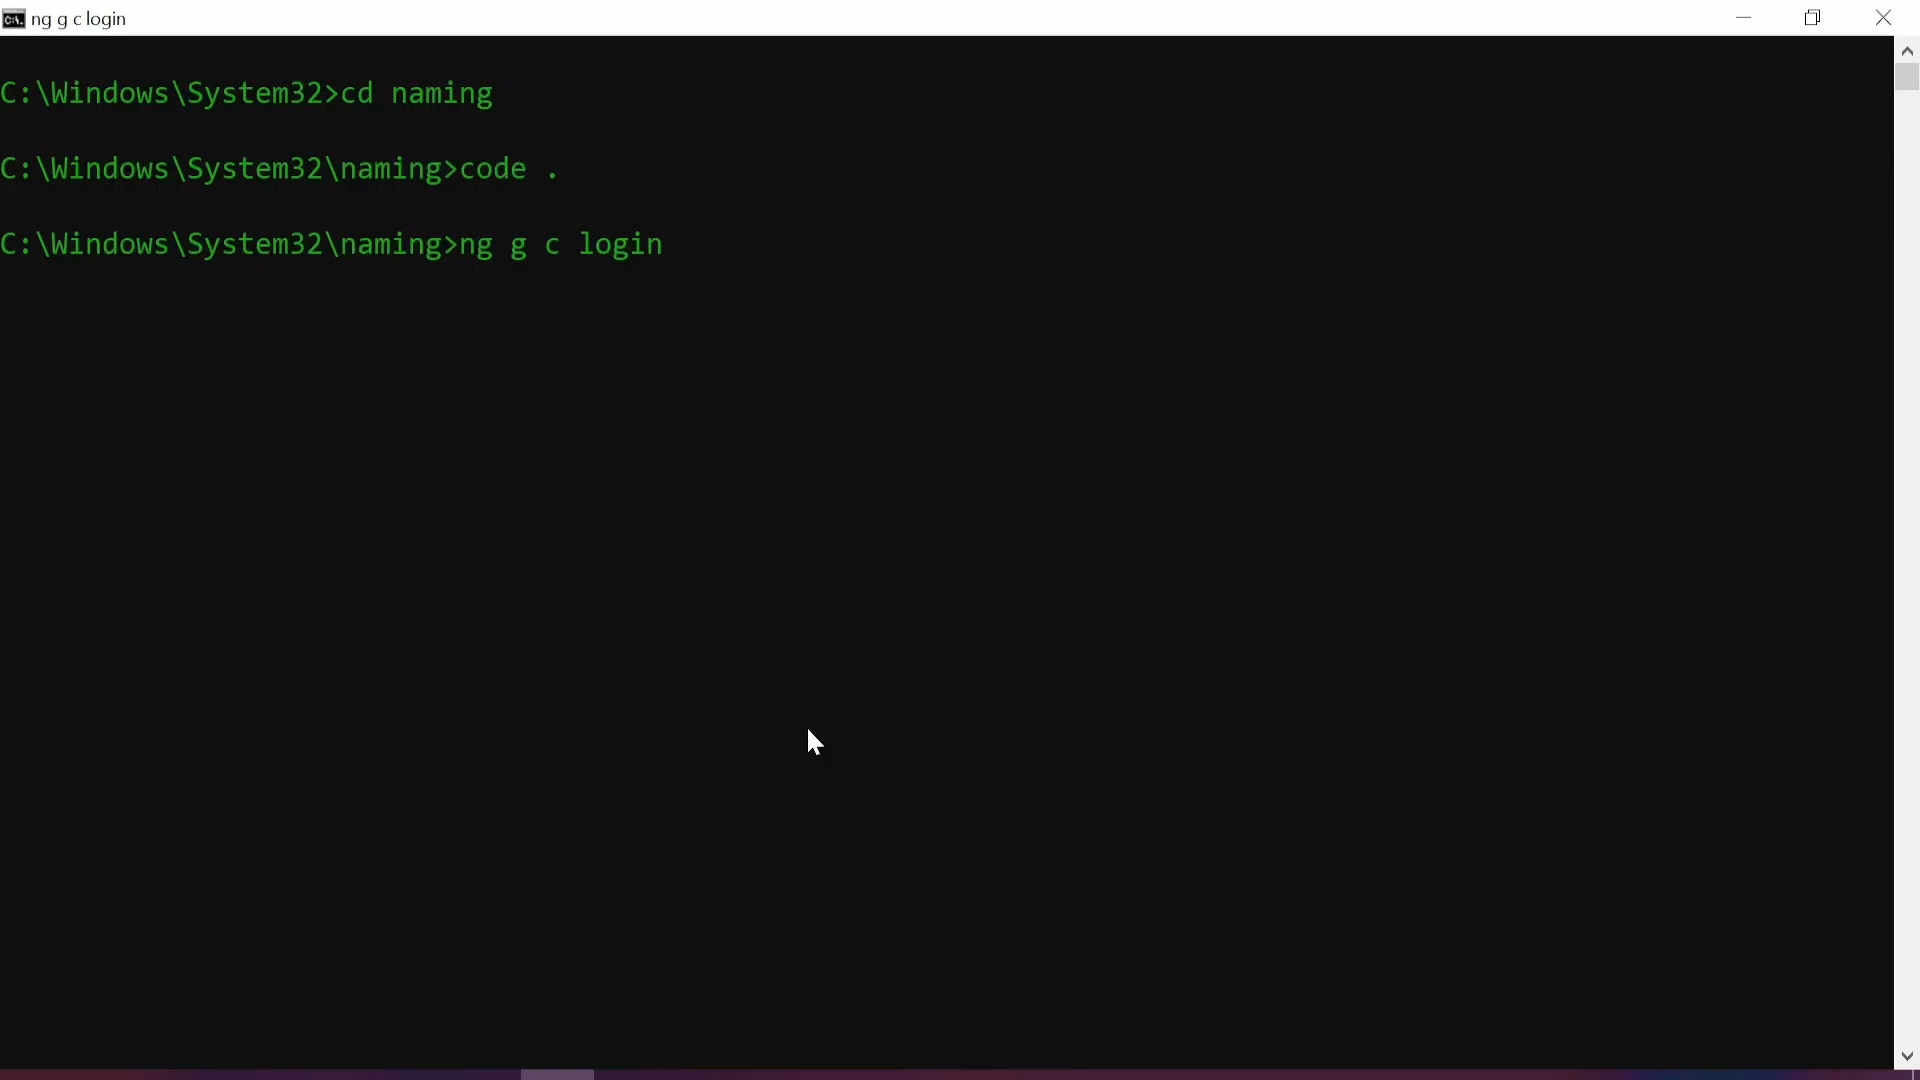 ng g c login
C:\Windows\System32>cd naming
C:\Windows\System32\naming>code .
C:\Windows\System32\naming>ng g c login